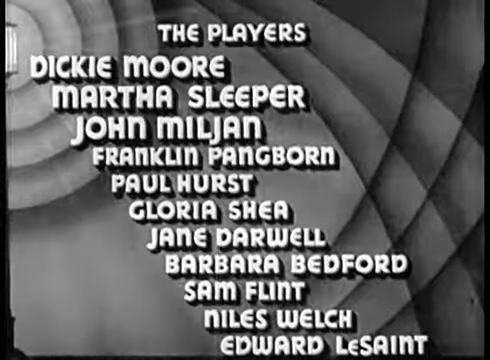 THE PLAYERS
DICKIE MOORE
MARTHA SLEEPER
JOHN MILJAN
FRANKLIN PANGBORN
PAUL HURST
GLORIA SHEA
JANE DARWELL
BARBARA BEDFORD
SAM FLINT
NILES WELCH
EDWARD LeSAINT